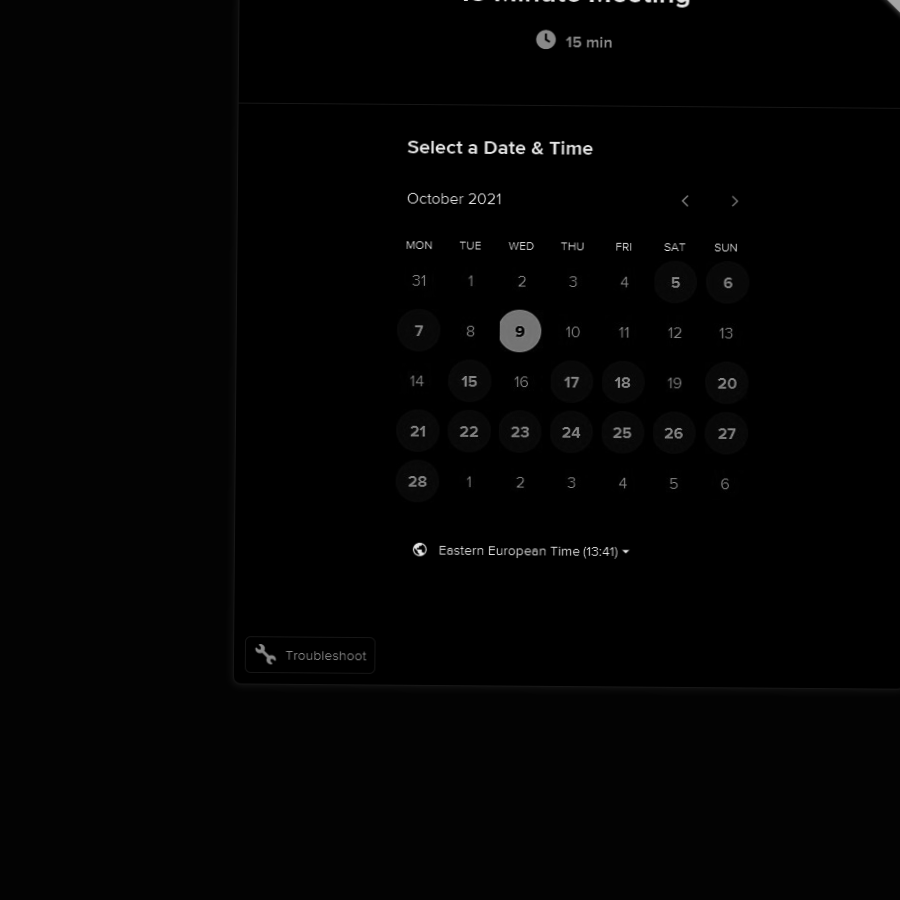 15 min
Select a Date & Time
October 2021
MON TUE WED THU FRI SAT SUN
31 1 2 3 4 5 6
7 8 9 10 11 12 13
14 15 16 17 18 19 20
21 22 23 24 25 26 27
28 1 2 3 4 5 6
Eastern European Time (13:41)
Troubleshoot